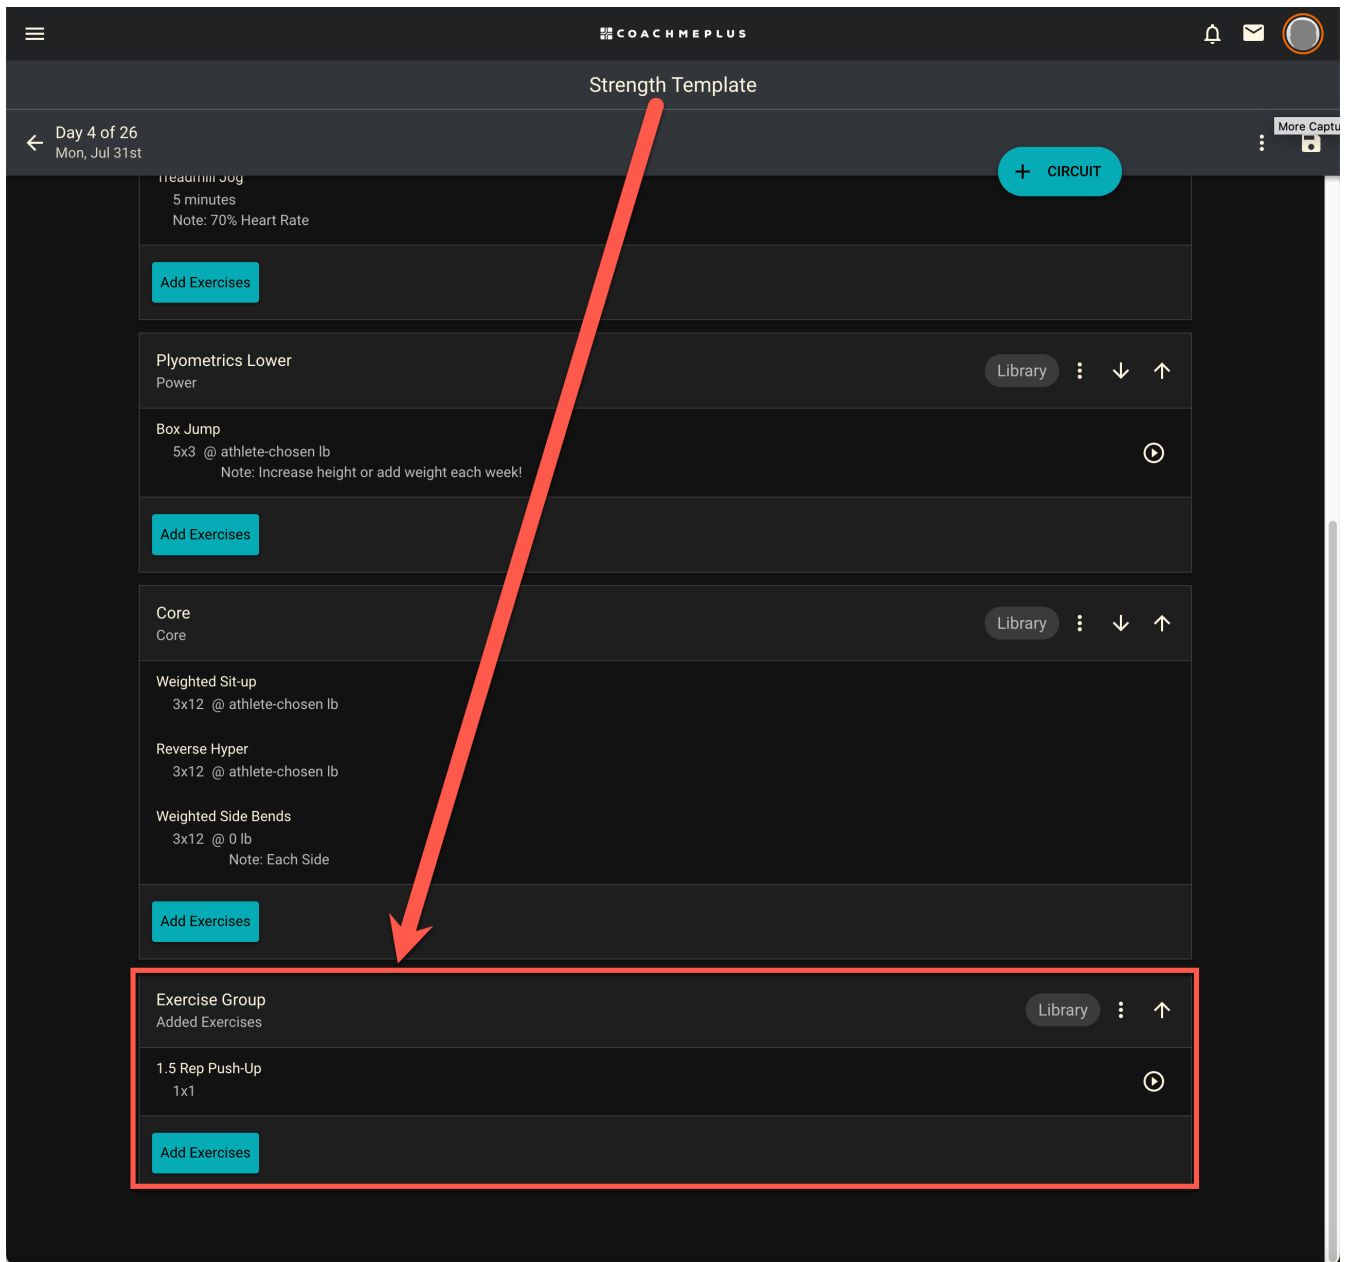 COACHMEPLUS
Strength Template
Day 4 of 26
Mon, Jul 31st
More Captu
CIRCUIT
Treadmill Jog
5 minutes
Note: 70% Heart Rate
Add Exercises
Plyometrics Lower
Power
Library
Box Jump
5x3 @ athlete-chosen lb
Note: Increase height or add weight each week!
Add Exercises
Core
Core
Library
Weighted Sit-up
3x12 @ athlete-chosen lb
Reverse Hyper
3x12 @ athlete-chosen lb
Weighted Side Bends
3x12 @ 0 lb
Note: Each Side
Add Exercises
Exercise Group
Added Exercises
Library
1.5 Rep Push-Up
1x1
Add Exercises